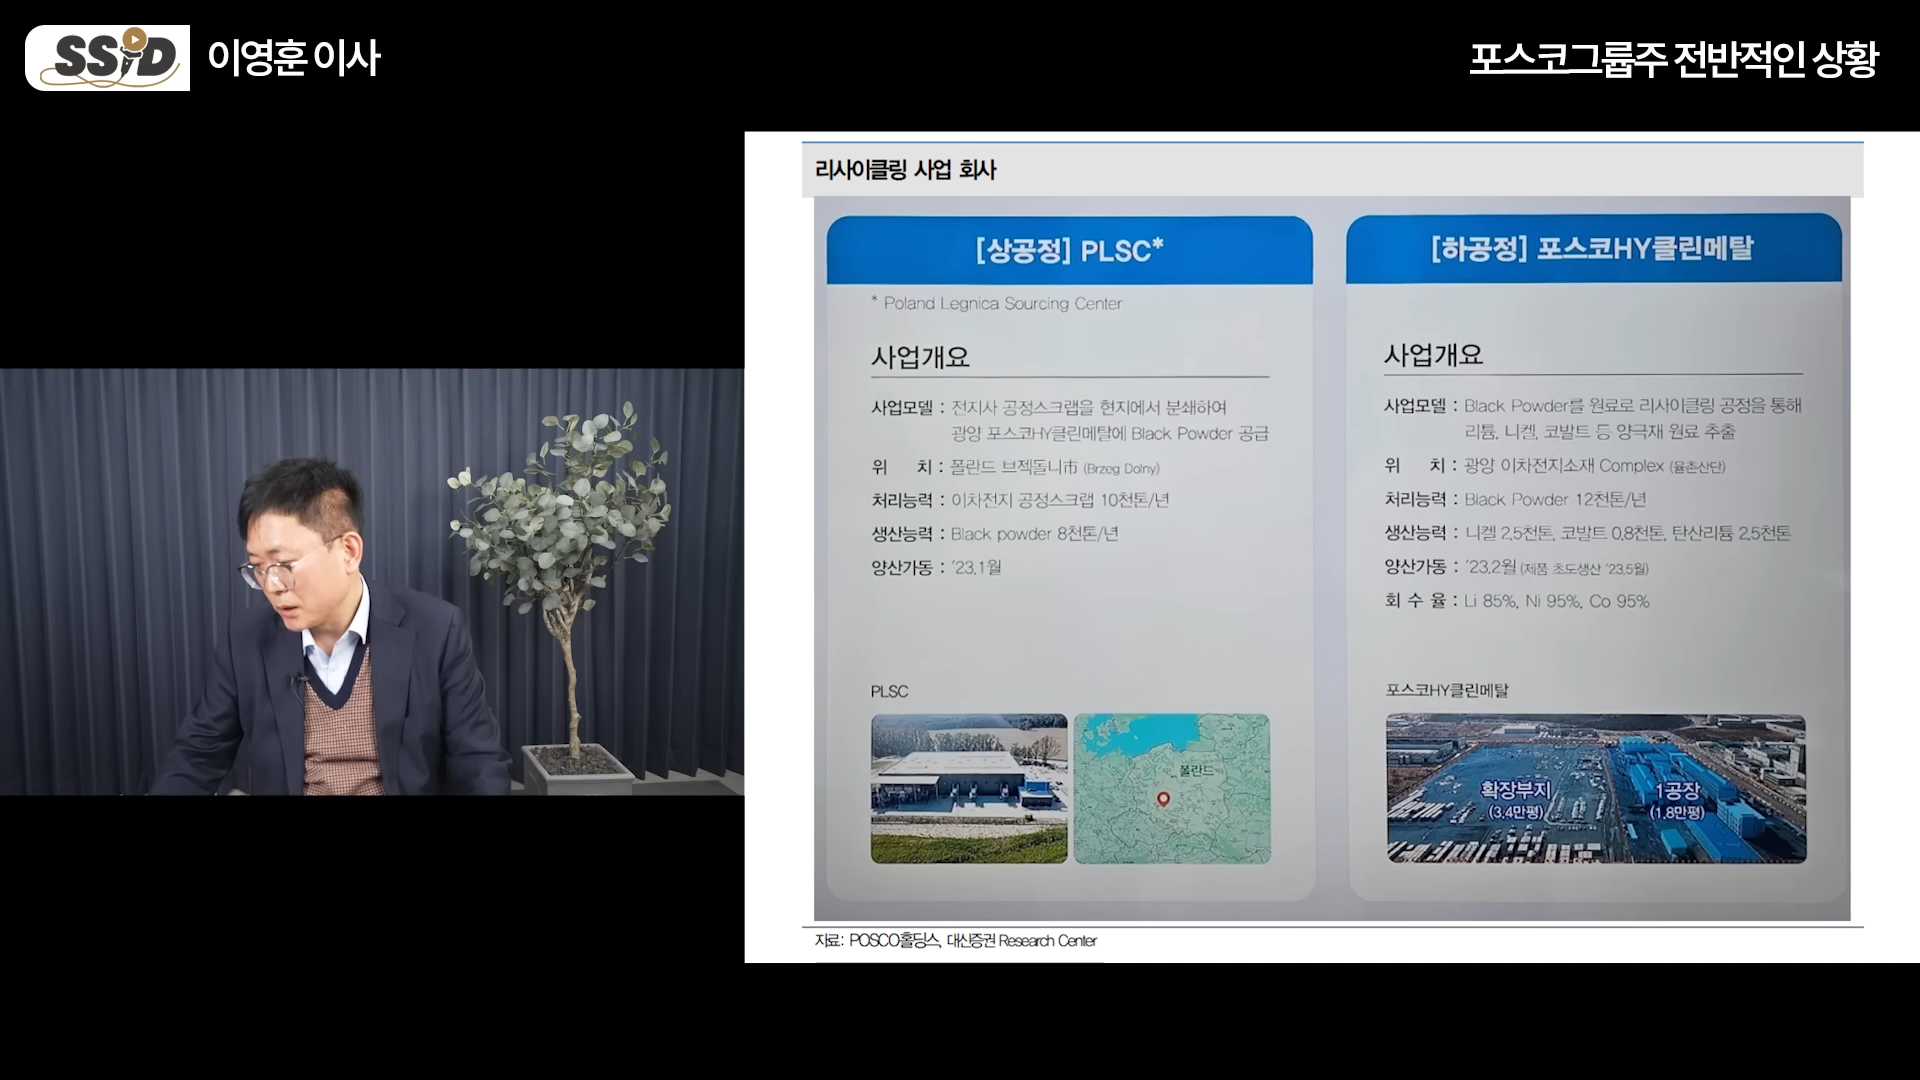 SSiD
이영훈 이사
포스코그룹주 전반적인 상황
리사이클링 사업 회사
[상공정] PLSC*
* Poland Legnica Sourcing Center
사업개요
사업모델 : 전지사 공정스크랩을 현지에서 분쇄하여
광양 포스코HY클린메탈에 Black Powder 공급
위 치 : 폴란드 브젝돌니市 (Brzeg Dolny)
처리능력 : 이차전지 공정스크랩 10천톤/년
생산능력 : Black powder 8천톤/년
양산가동 : '23.1월
PLSC
폴란드
[하공정] 포스코HY클린메탈
사업개요
사업모델 : Black Powder를 원료로 리사이클링 공정을 통해
리튬, 니켈, 코발트 등 양극재 원료 추출
위 치 : 광양 이차전지소재 Complex (율촌산단)
처리능력 : Black Powder 12천톤/년
생산능력 : 니켈 2.5천톤, 코발트 0.8천톤, 탄산리튬 2.5천톤
양산가동 : '23.2월 (제품 초도생산 '23.5월)
회 수 율 : Li 85%, Ni 95%, Co 95%
포스코HY클린메탈
확장부지
(3.4만평)
1공장
(1.8만평)
자료: POSCO홀딩스, 대신증권 Research Center